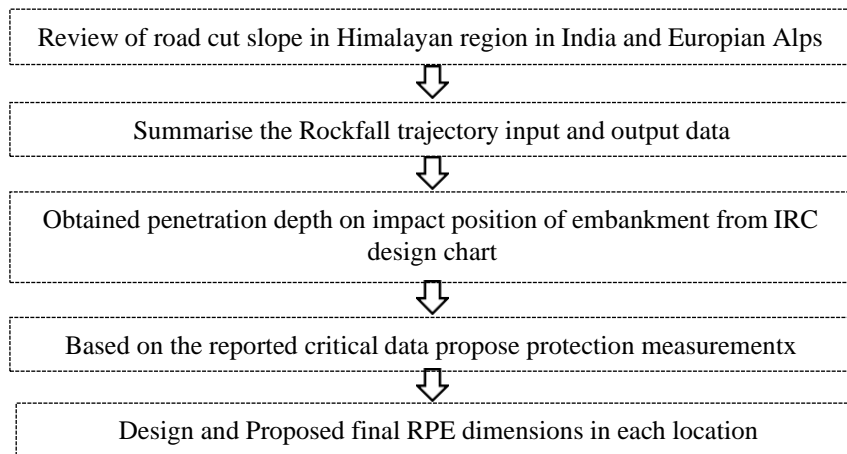 Review of road cut slope in Himalayan region in India and Europian Alps
Summarise the Rockfall trajectory input and output data
Obtained penetration depth on impact position of embankment from IRC
design chart
Based on the reported critical data propose protection measurementx
Design and Proposed final RPE dimensions in each location